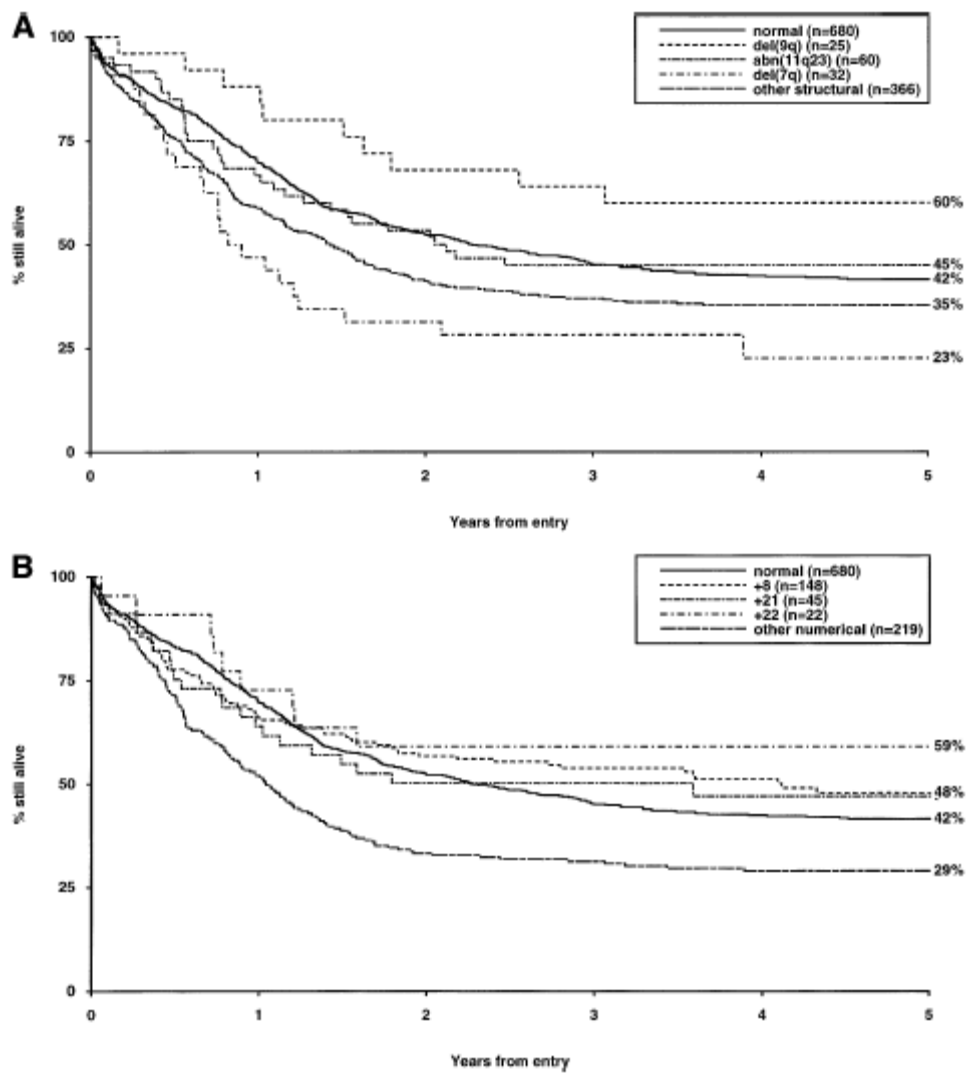 A
normal (n=680)
del(9q) (n=25)
abn(11q23) (n=60)
del(7q) (n=32)
other structural (n=366)
100
75
50
25
0
% still alive
60%
45%
42%
35%
23%
0 1 2 3 4 5
Years from entry
B
normal (n=680)
+8 (n=148)
+21 (n=45)
+22 (n=22)
other numerical (n=219)
100
75
50
25
0
% still alive
59%
48%
42%
29%
0 1 2 3 4 5
Years from entry